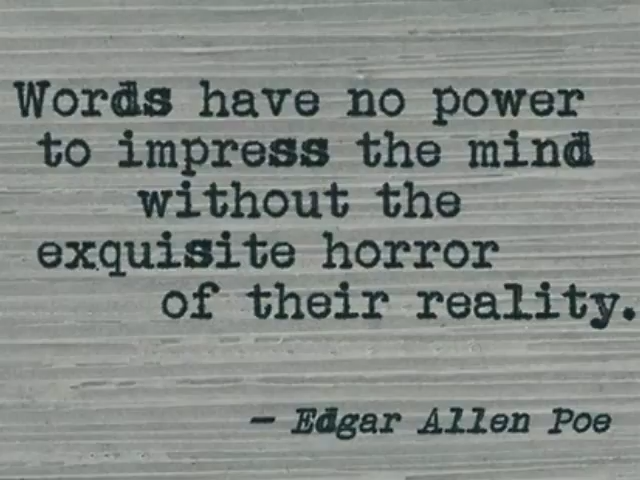 Words have no power
to impress the mind
without the
exquisite horror
of their reality.
— Edgar Allen Poe